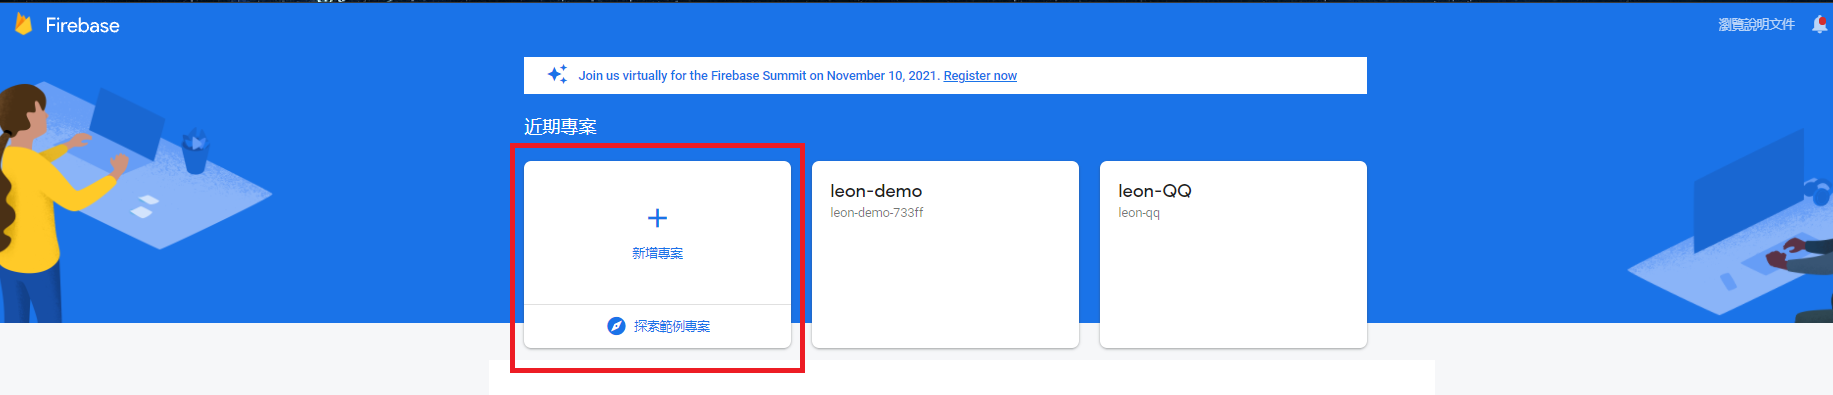 Firebase
瀏覽說明文件
Join us virtually for the Firebase Summit on November 10, 2021. Register now
近期專案
新增專案
探索範例專案
leon-demo
leon-demo-733ff
leon-QQ
leon-qq